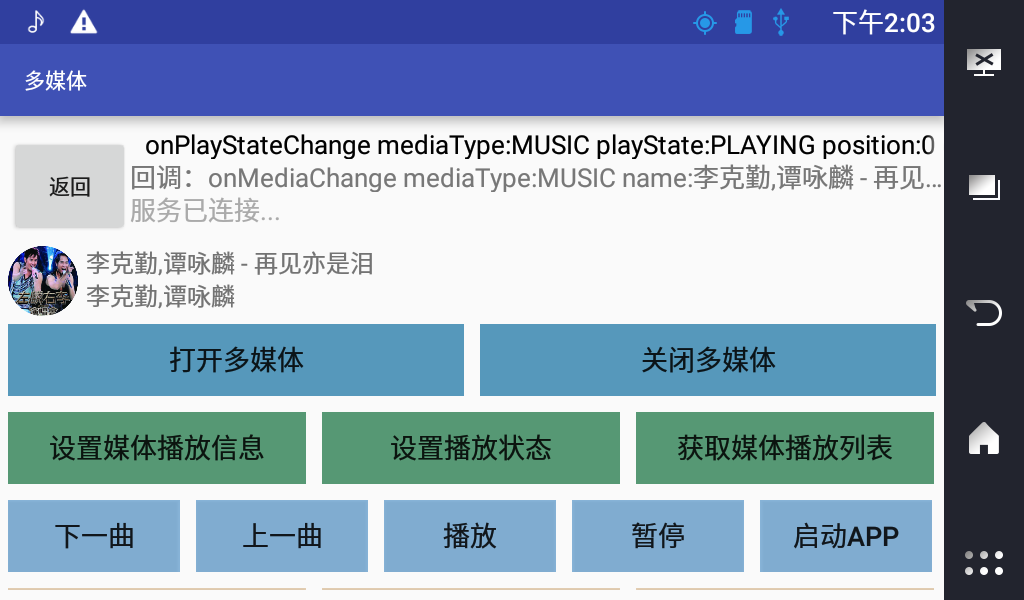 下午2:03
多媒体
onPlayStateChange mediaType:MUSIC playState:PLAYING position:0
返回
回调：onMediaChange mediaType:MUSIC name:李克勤,谭咏麟 - 再见...
服务已连接...
李克勤,谭咏麟 - 再见亦是泪
李克勤,谭咏麟
打开多媒体
关闭多媒体
设置媒体播放信息
设置播放状态
获取媒体播放列表
下一曲
上一曲
播放
暂停
启动APP